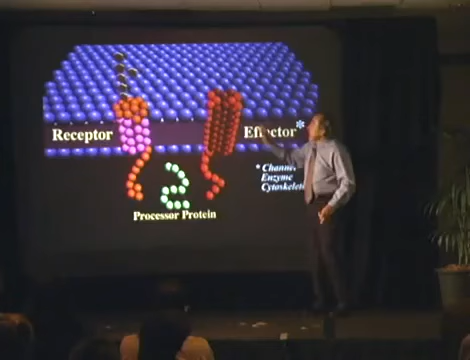 Receptor
Effector*
* Channel
Enzyme
Cytoskeleton
Processor Protein